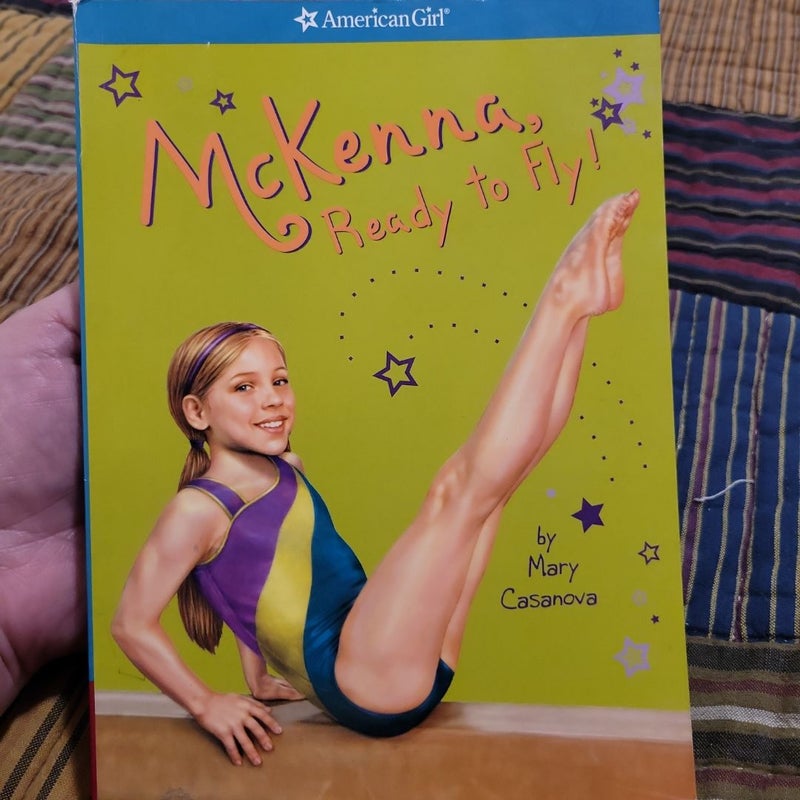 American Girl®
McKenna,
Ready to Fly!
by
Mary
Casanova